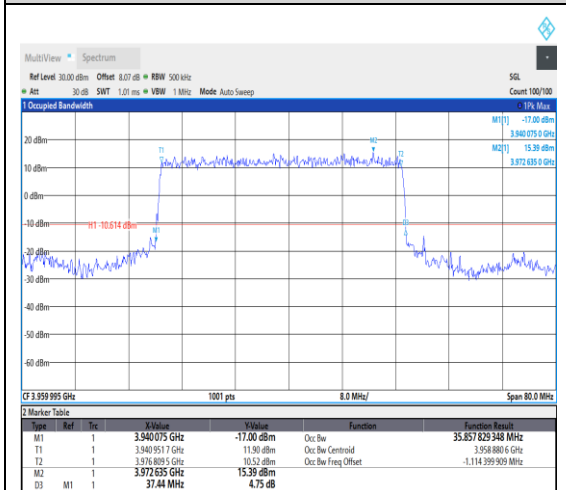 MultiView Spectrum
Ref Level 30.00 dBm Offset 8.07 dB RBW 500 kHz SGL
Att 30 dB SWT 1.01 ms VBW 1 MHz Mode Auto Sweep Count 100/100
1 Occupied Bandwidth 1Pk Max
M1[1] -17.00 dBm
3.940 075 0 GHz
M2[1] 15.39 dBm
3.972 635 0 GHz
20 dBm
T1
M2
T2
10 dBm
0 dBm
-10 dBm
H1 -10.614 dBm
D3
M1
-20 dBm
-30 dBm
-40 dBm
-50 dBm
-60 dBm
CF 3.959 995 GHz 1001 pts 8.0 MHz/ Span 80.0 MHz
2 Marker Table
Type Ref Trc X-Value Y-Value Function Function Result
M1 1 3.940 075 GHz -17.00 dBm Occ Bw 35.857 829 348 MHz
T1 1 3.940 951 7 GHz 11.90 dBm Occ Bw Centroid 3.958 880 6 GHz
T2 1 3.976 809 5 GHz 10.52 dBm Occ Bw Freq Offset -1.114 399 909 MHz
M2 1 3.972 635 GHz 15.39 dBm
D3 M1 1 37.44 MHz 4.75 dB